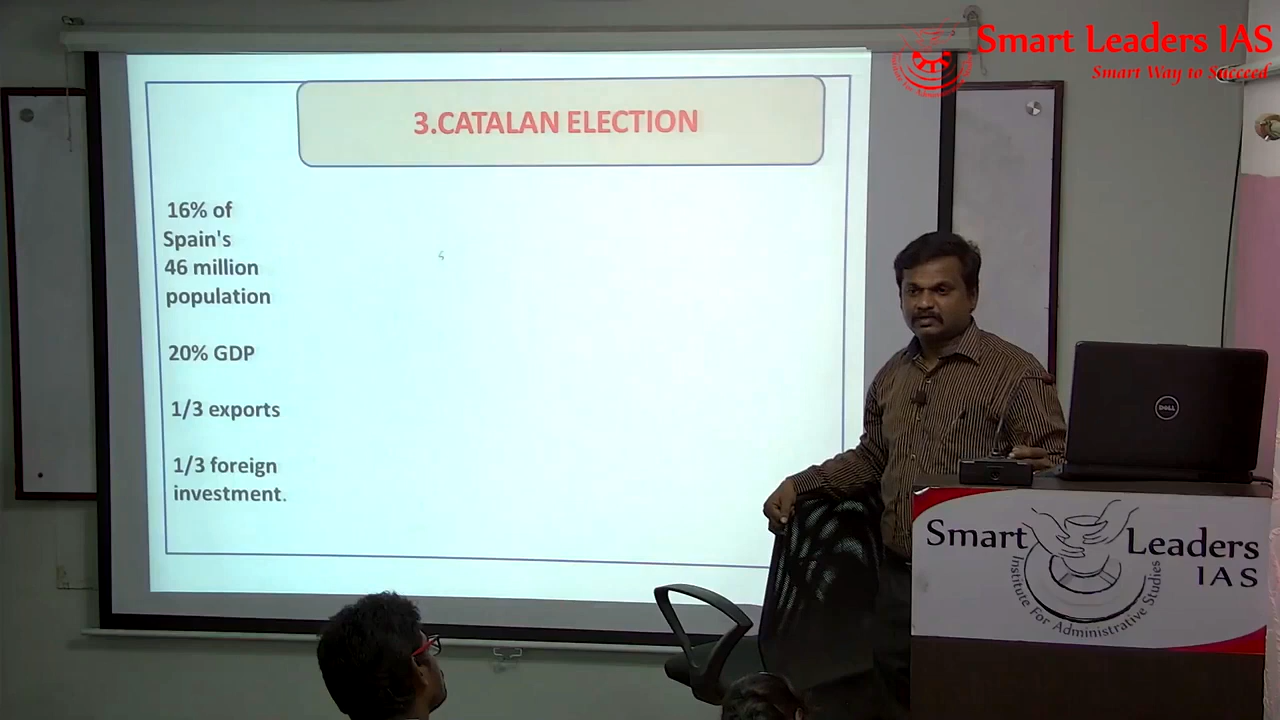 Smart Leaders IAS
Smart Way to Succeed
3.CATALAN ELECTION
16% of
Spain's
46 million
population
20% GDP
1/3 exports
1/3 foreign
investment.
DELL
Smart Leaders
IAS
Institute For Administrative Studies